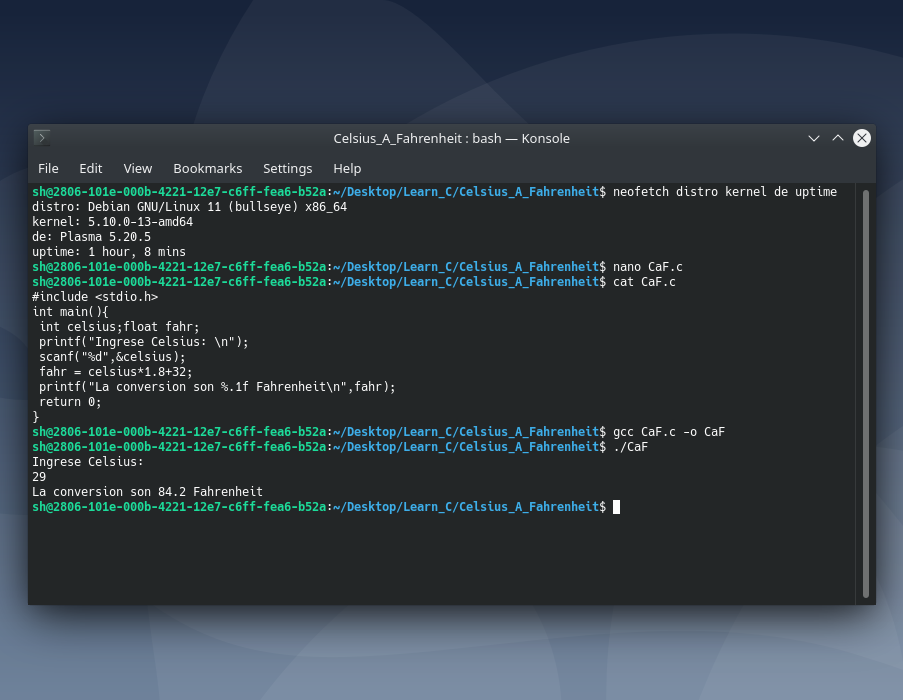 Celsius_A_Fahrenheit : bash — Konsole
File Edit View Bookmarks Settings Help
sh@2806-101e-000b-4221-12e7-c6ff-fea6-b52a:~/Desktop/Learn_C/Celsius_A_Fahrenheit$ neofetch distro kernel de uptime
distro: Debian GNU/Linux 11 (bullseye) x86_64
kernel: 5.10.0-13-amd64
de: Plasma 5.20.5
uptime: 1 hour, 8 mins
sh@2806-101e-000b-4221-12e7-c6ff-fea6-b52a:~/Desktop/Learn_C/Celsius_A_Fahrenheit$ nano CaF.c
sh@2806-101e-000b-4221-12e7-c6ff-fea6-b52a:~/Desktop/Learn_C/Celsius_A_Fahrenheit$ cat CaF.c
#include <stdio.h>
int main(){
 int celsius;float fahr;
 printf("Ingrese Celsius: \n");
 scanf("%d",&celsius);
 fahr = celsius*1.8+32;
 printf("La conversion son %.1f Fahrenheit\n",fahr);
 return 0;
}
sh@2806-101e-000b-4221-12e7-c6ff-fea6-b52a:~/Desktop/Learn_C/Celsius_A_Fahrenheit$ gcc CaF.c -o CaF
sh@2806-101e-000b-4221-12e7-c6ff-fea6-b52a:~/Desktop/Learn_C/Celsius_A_Fahrenheit$ ./CaF
Ingrese Celsius:
29
La conversion son 84.2 Fahrenheit
sh@2806-101e-000b-4221-12e7-c6ff-fea6-b52a:~/Desktop/Learn_C/Celsius_A_Fahrenheit$